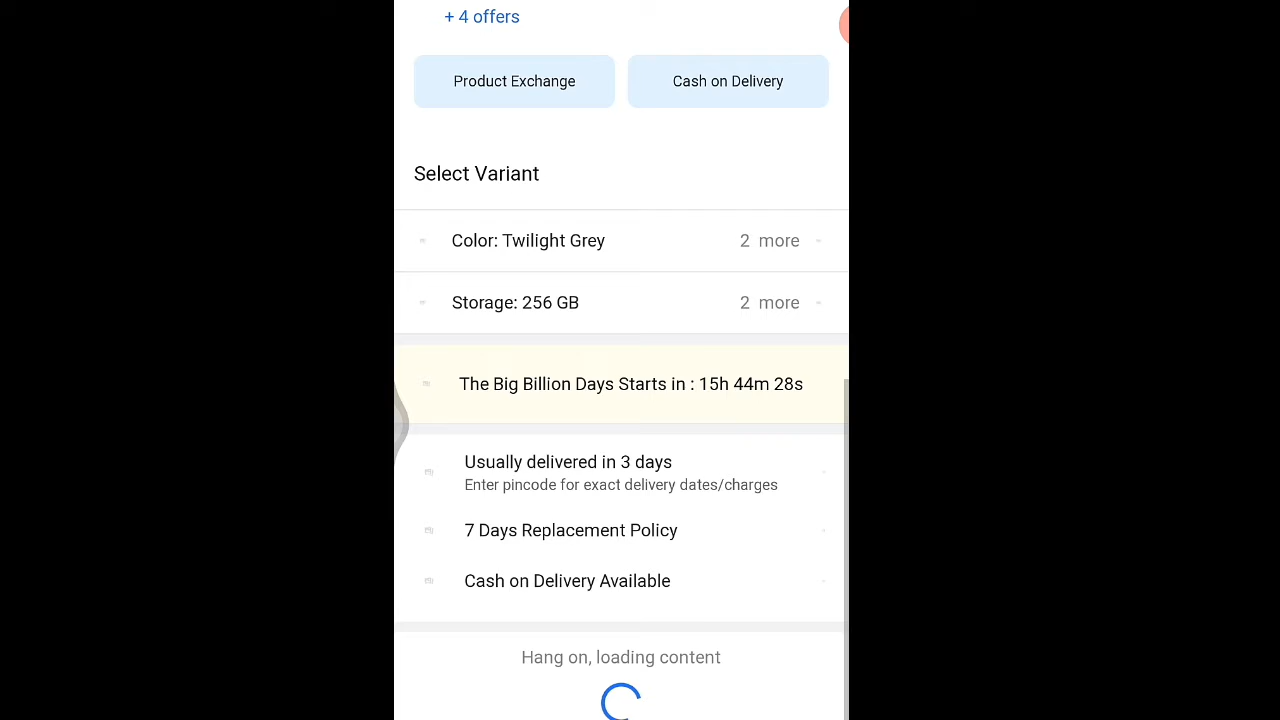 + 4 offers
Product Exchange
Cash on Delivery
Select Variant
Color: Twilight Grey
2 more
Storage: 256 GB
2 more
The Big Billion Days Starts in : 15h 44m 28s
Usually delivered in 3 days
Enter pincode for exact delivery dates/charges
7 Days Replacement Policy
Cash on Delivery Available
Hang on, loading content